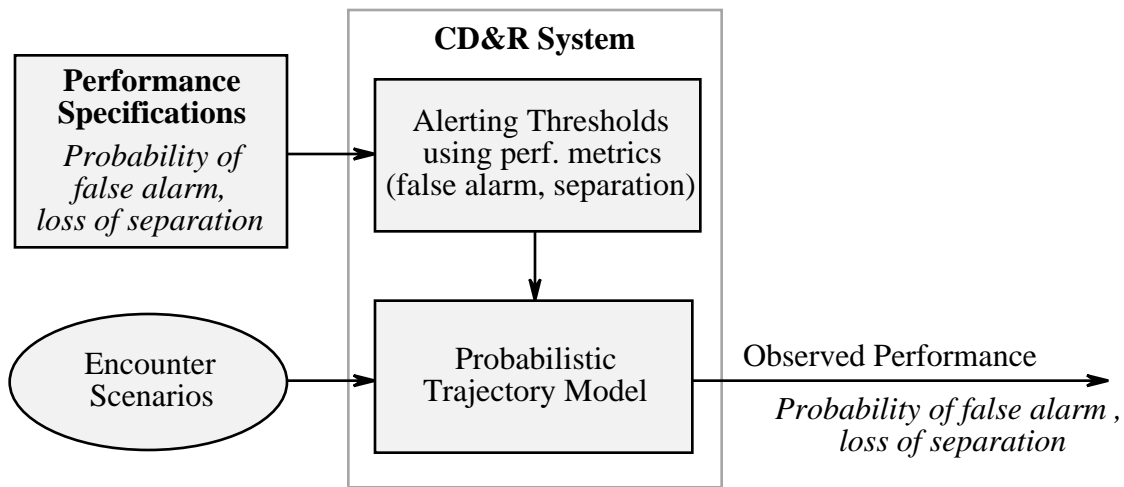 CD&R System
Performance
Specifications
Probability of
false alarm,
loss of separation
Alerting Thresholds
using perf. metrics
(false alarm, separation)
Encounter
Scenarios
Probabilistic
Trajectory Model
Observed Performance
Probability of false alarm ,
loss of separation